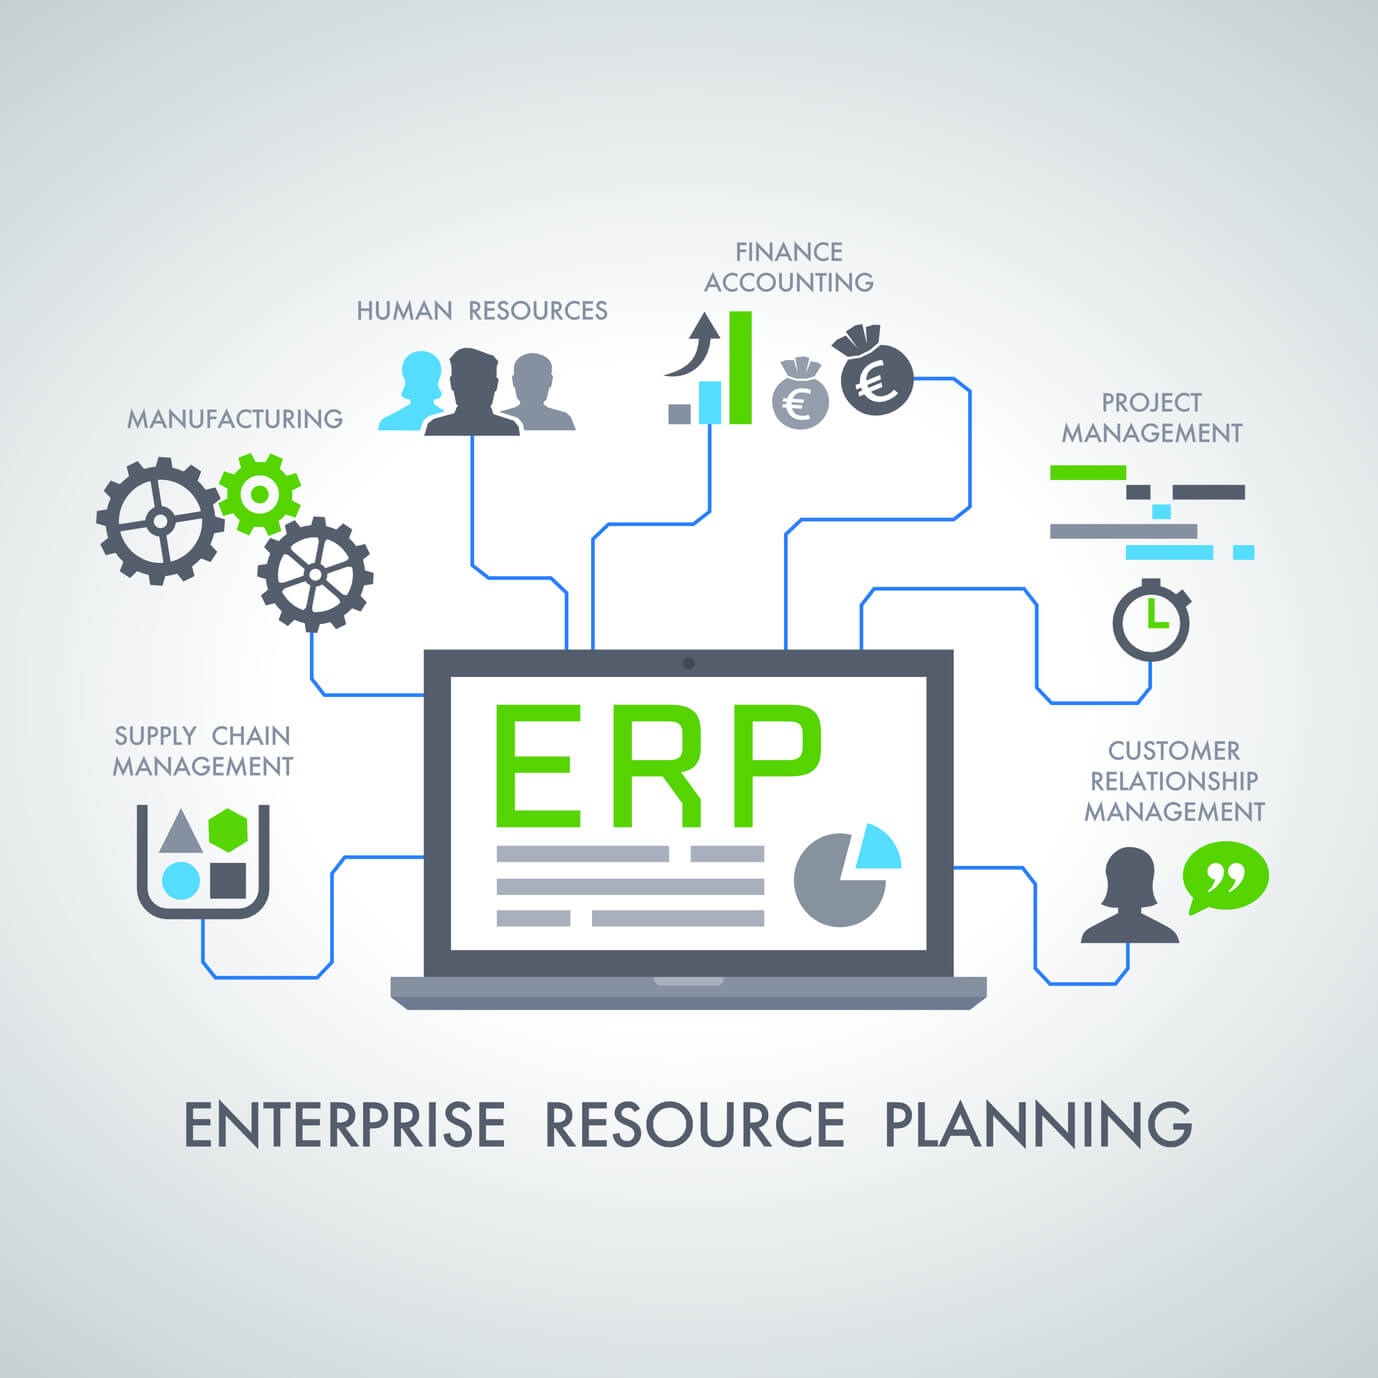 FINANCE
ACCOUNTING
HUMAN RESOURCES
€
€
MANUFACTURING
PROJECT
MANAGEMENT
SUPPLY CHAIN
MANAGEMENT
ERP
CUSTOMER
RELATIONSHIP
MANAGEMENT
ENTERPRISE RESOURCE PLANNING